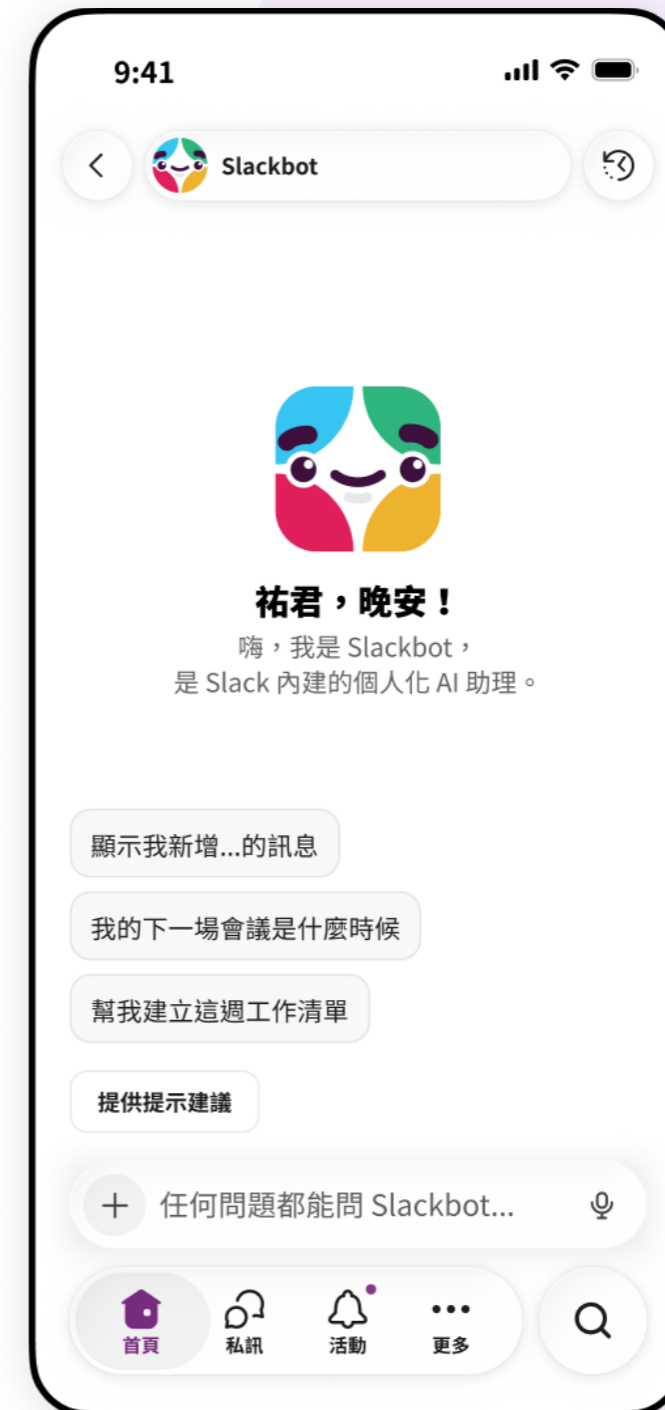 9:41
Slackbot
祐君，晚安！
嗨，我是 Slackbot，
是 Slack 內建的個人化 AI 助理。
顯示我新增...的訊息
我的下一場會議是什麼時候
幫我建立這週工作清單
提供提示建議
任何問題都能問 Slackbot...
首頁
私訊
活動
更多